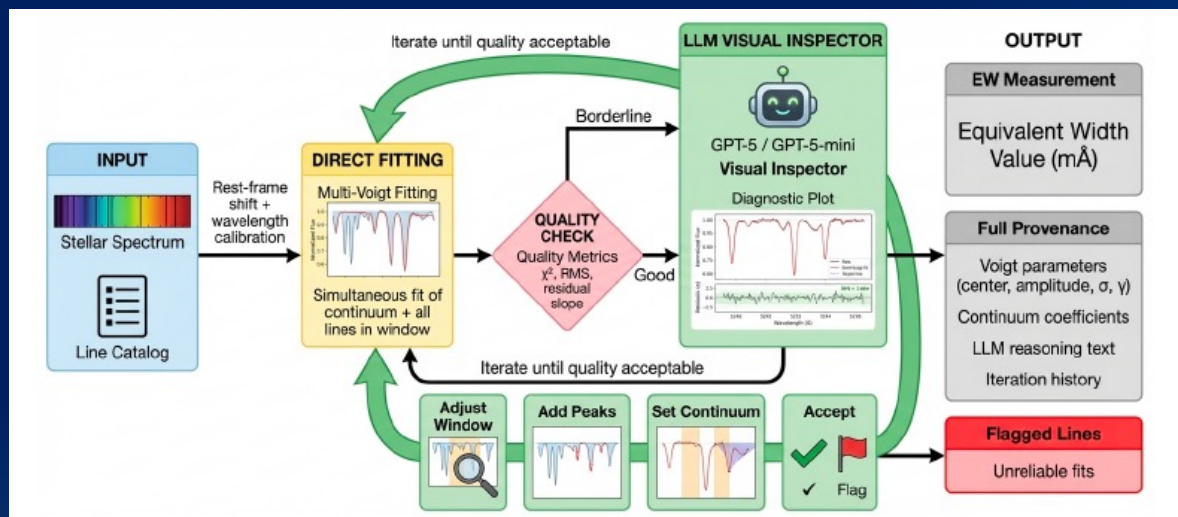 Iterate until quality acceptable
LLM VISUAL INSPECTOR
OUTPUT
INPUT
Stellar Spectrum
Line Catalog
Rest-frame
shift +
wavelength
calibration
DIRECT FITTING
Multi-Voigt Fitting
Simultaneous fit of
continuum + all
lines in window
Borderline
QUALITY
CHECK
Quality Metrics
χ², RMS,
residual
slope
Good
GPT-5 / GPT-5-mini
Visual Inspector
Diagnostic Plot
Wavelength
EW Measurement
Equivalent Width
Value (mÅ)
Full Provenance
Voigt parameters
(center, amplitude, σ, γ)
Continuum coefficients
LLM reasoning text
Iteration history
Iterate until quality acceptable
Adjust
Window
Add Peaks
Set Continuum
Accept
✓ Flag
Flagged Lines
Unreliable fits